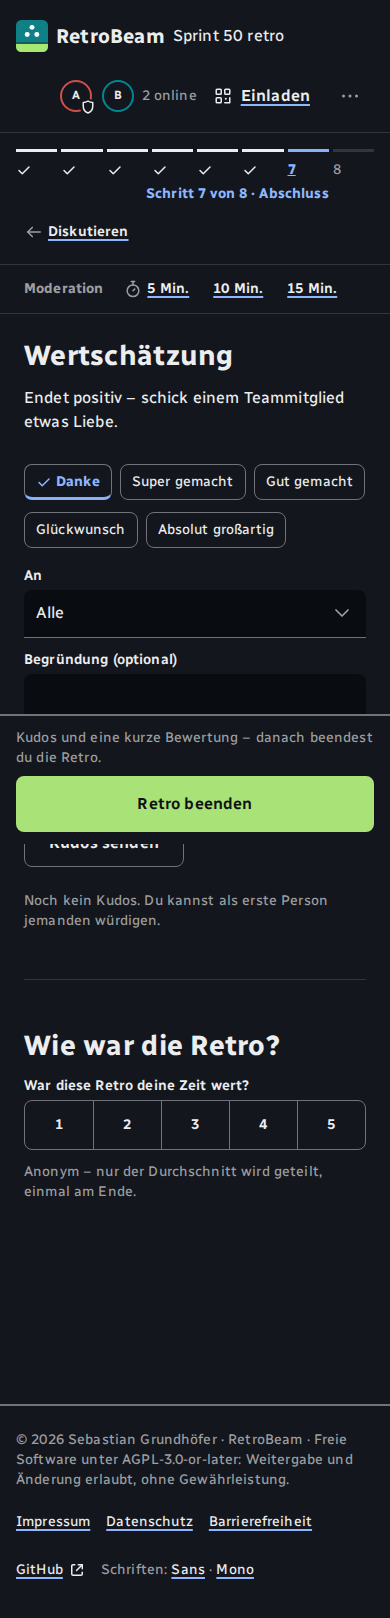 RetroBeam Sprint 50 retro
A B 2 online Einladen
7 8
Schritt 7 von 8 · Abschluss
Diskutieren
Moderation 5 Min. 10 Min. 15 Min.
Wertschätzung
Endet positiv – schick einem Teammitglied
etwas Liebe.
Danke Super gemacht Gut gemacht
Glückwunsch Absolut großartig
An
Alle
Begründung (optional)
Kudos und eine kurze Bewertung – danach beendest
du die Retro.
Retro beenden
Kudos senden
Noch kein Kudos. Du kannst als erste Person
jemanden würdigen.
Wie war die Retro?
War diese Retro deine Zeit wert?
1 2 3 4 5
Anonym – nur der Durchschnitt wird geteilt,
einmal am Ende.
© 2026 Sebastian Grundhöfer · RetroBeam · Freie
Software unter AGPL-3.0-or-later: Weitergabe und
Änderung erlaubt, ohne Gewährleistung.
Impressum Datenschutz Barrierefreiheit
GitHub Schriften: Sans · Mono